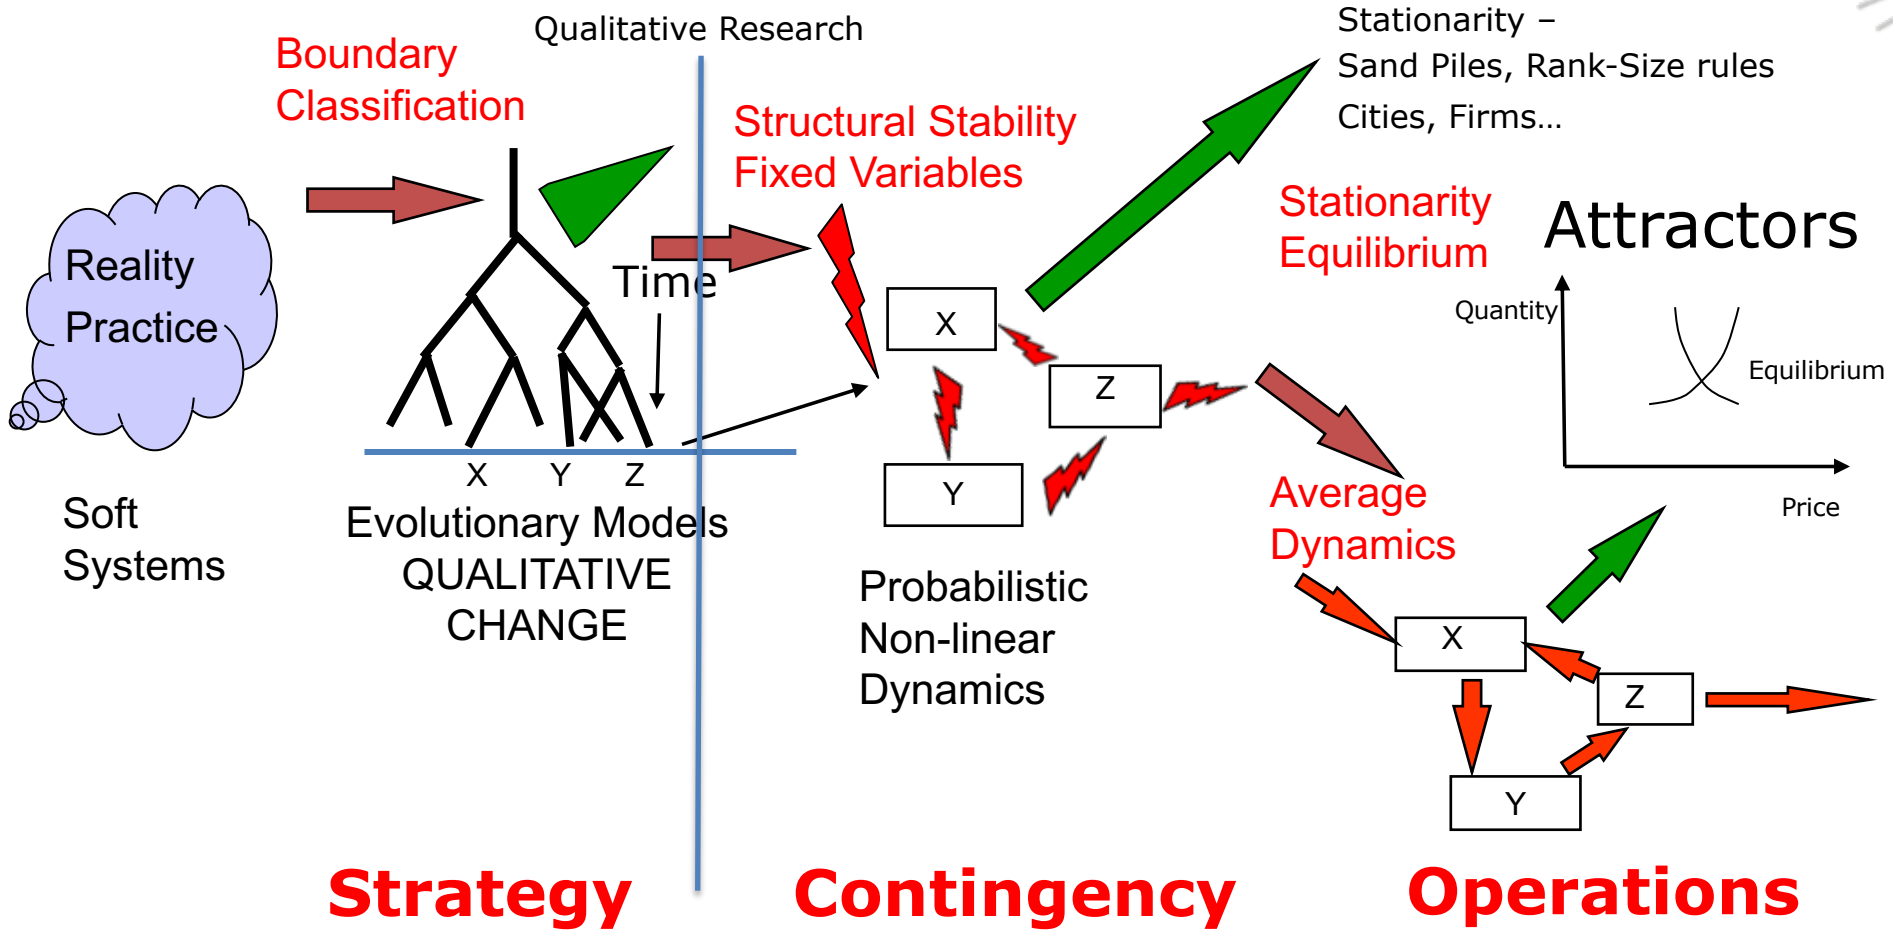 Qualitative Research
Boundary
Classification
Reality
Practice
Soft
Systems
Time
X Y Z
Evolutionary Models
QUALITATIVE
CHANGE
Strategy
Structural Stability
Fixed Variables
X
Z
Y
Probabilistic
Non-linear
Dynamics
Contingency
Stationarity –
Sand Piles, Rank-Size rules
Cities, Firms…
Stationarity
Equilibrium
Attractors
Quantity
Equilibrium
Price
Average
Dynamics
X
Z
Y
Operations